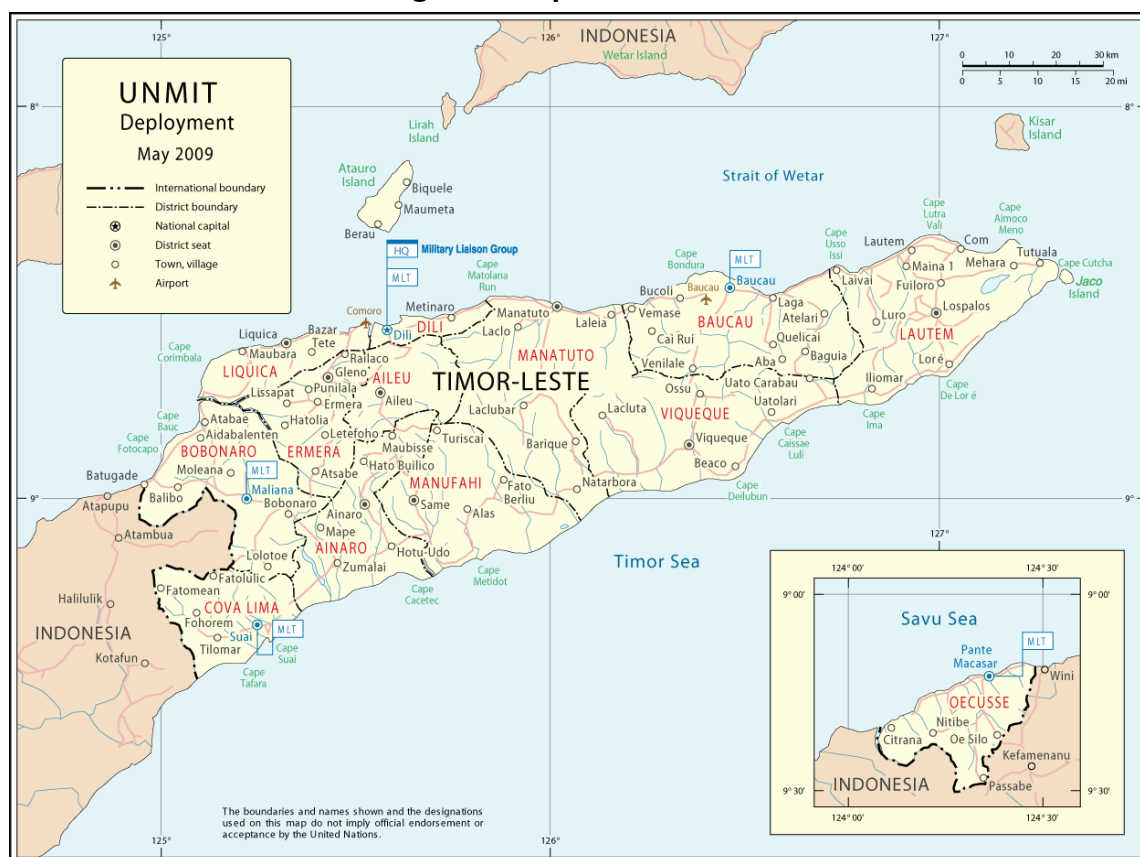 UNMIT
Deployment
May 2009
International boundary
District boundary
National capital
District seat
Town, village
Airport
125°
126°
127°
INDONESIA
Wetar Island
0 10 20 30 km
0 5 10 15 20 mi
8°
8°
Lirah
Island
Kisar
Island
Atauro
Island
Biquele
Maumeta
Berau
Strait of Wetar
HQ Military Liaison Group
MLT
Cape
Matolana
Run
Cape
Bondura
MLT
Baucau
Baucau
Cape
Usso
Issi
Cape
Lutra
Vali
Cape
Aimoco
Meno
Lautem
Com
Tutuala
Mehara
Cape Cutcha
Jaco
Island
Maina 1
Fuiloro
Laivai
Lospalos
Luro
LAUTEM
Loré
Iliomar
Cape
De Lor é
Cape
Ima
Bucoli
Vemase
Laga
Atelari
BAUCAU
Cai Rui
Quelicai
Venilale
Aba
Baguia
Ossu
Uato Carabau
Uatolari
VIQUEQUE
Viqueque
Beaco
Cape
Caissae
Luli
Cape
Deilubun
Metinaro
Manatuto
Laleia
Laclo
MANATUTO
Laclubar
Lacluta
Barique
Natarbora
TIMOR-LESTE
Comoro
Dili
DILI
Liquica
Bazar
Tete
Maubara
Railaco
Cape
Corimbala
LIQUICA
Gleno
AILEU
Lissapat
Punilala
Ermera
Aileu
Hatolia
Letefoho
Turiscai
Maubisse
ERMERA
Atsabe
Hato Builico
Cape
Bauc
Cape
Fotocapo
Atabae
Aidabalenten
BOBONARO
Moleana
MLT
Maliana
Batugade
Balibo
Bobonaro
Atapupu
Atambua
MANUFAHI
Fato
Berliu
Same
Alas
Ainaro
Mape
AINARO
Hotu-Udo
Zumalai
Lolotoe
Fatolulic
Fatomean
COVA LIMA
Fohorem
Suai
MLT
Tilomar
Cape
Suai
Cape
Tafara
Cape
Cacetec
Cape
Metidot
Halilulik
INDONESIA
Kotafun
Timor Sea
9°
9°
127°
124° 00'
124° 30'
9° 00'
9° 00'
Savu Sea
MLT
Pante
Macasar
Wini
OECUSSE
Nitibe
Citrana
Oe Silo
Kefamenanu
INDONESIA
Passabe
9° 30'
9° 30'
124° 00'
124° 30'
The boundaries and names shown and the designations
used on this map do not imply official endorsement or
acceptance by the United Nations.
125°
126°